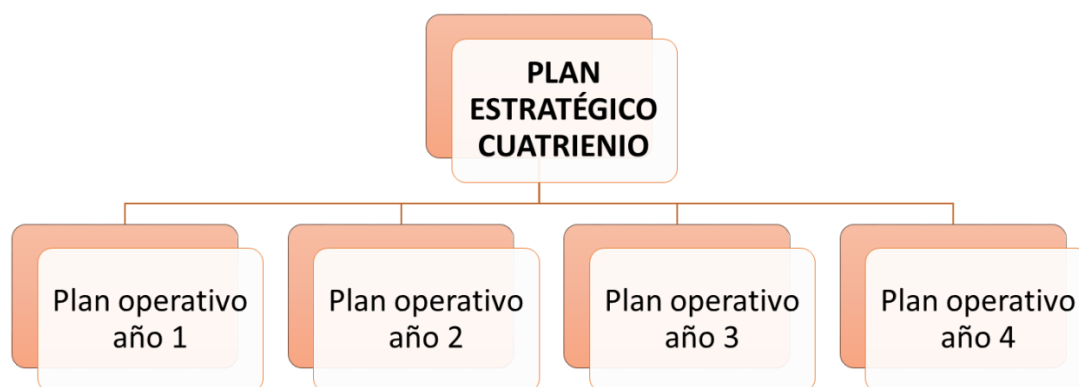 PLAN
ESTRATÉGICO
CUATRIENIO
Plan operativo
año 1
Plan operativo
año 2
Plan operativo
año 3
Plan operativo
año 4